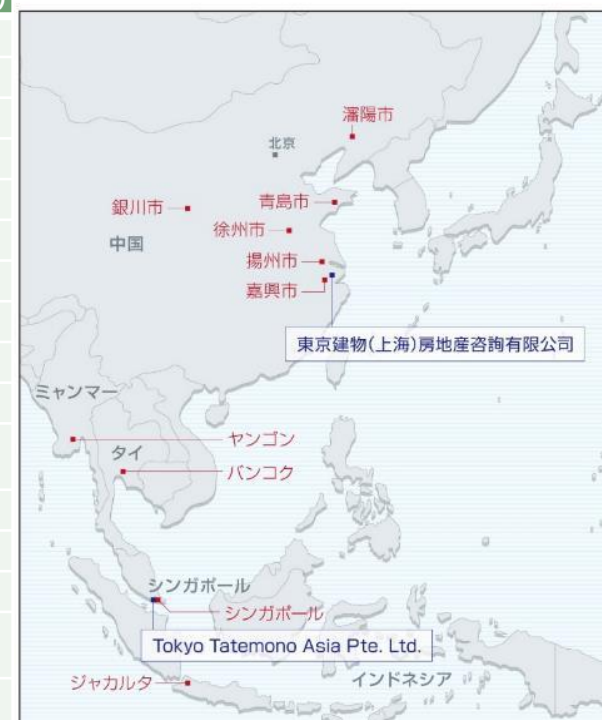 瀋陽市
北京
銀川市
青島市
中国
徐州市
揚州市
嘉興市
東京建物(上海)房地産咨詢有限公司
ミャンマー
ヤンゴン
タイ
バンコク
シンガポール
シンガポール
Tokyo Tatemono Asia Pte. Ltd.
ジャカルタ
インドネシア